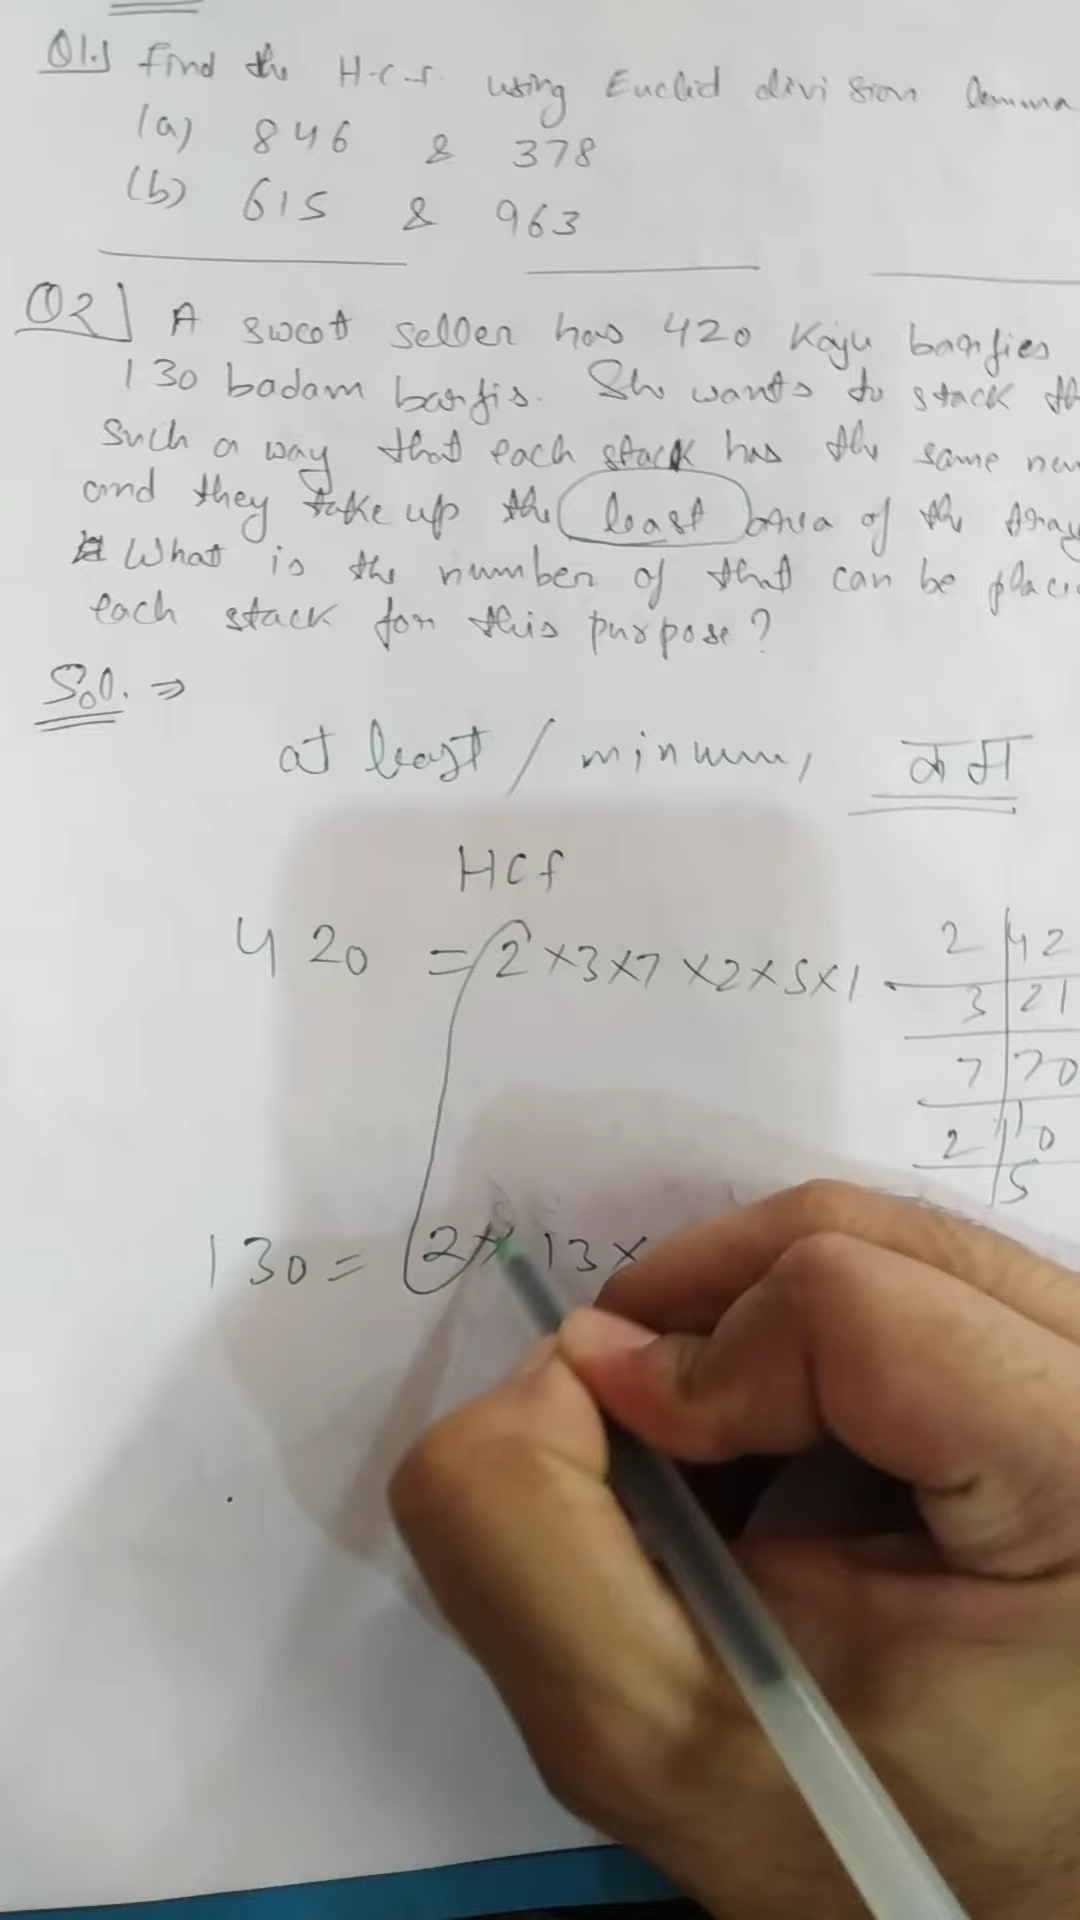 Q1.] Find the H.C.F. using Euclid division lemma
(a) 846 & 378
(b) 615 & 963
Q2] A sweet seller has 420 Kaju barfies
130 badam barfis. She wants to stack th
such a way that each stack has the same nu
and they take up the least area of the tray
What is the number of that can be place
each stack for this purpose?
Sol. ⇒
at least / minimum, कम
HCF
420 = 2×3×7×2×5×1
2 | 42
3 | 21
7 | 70
2 | 10
5
130 = 2× 13×